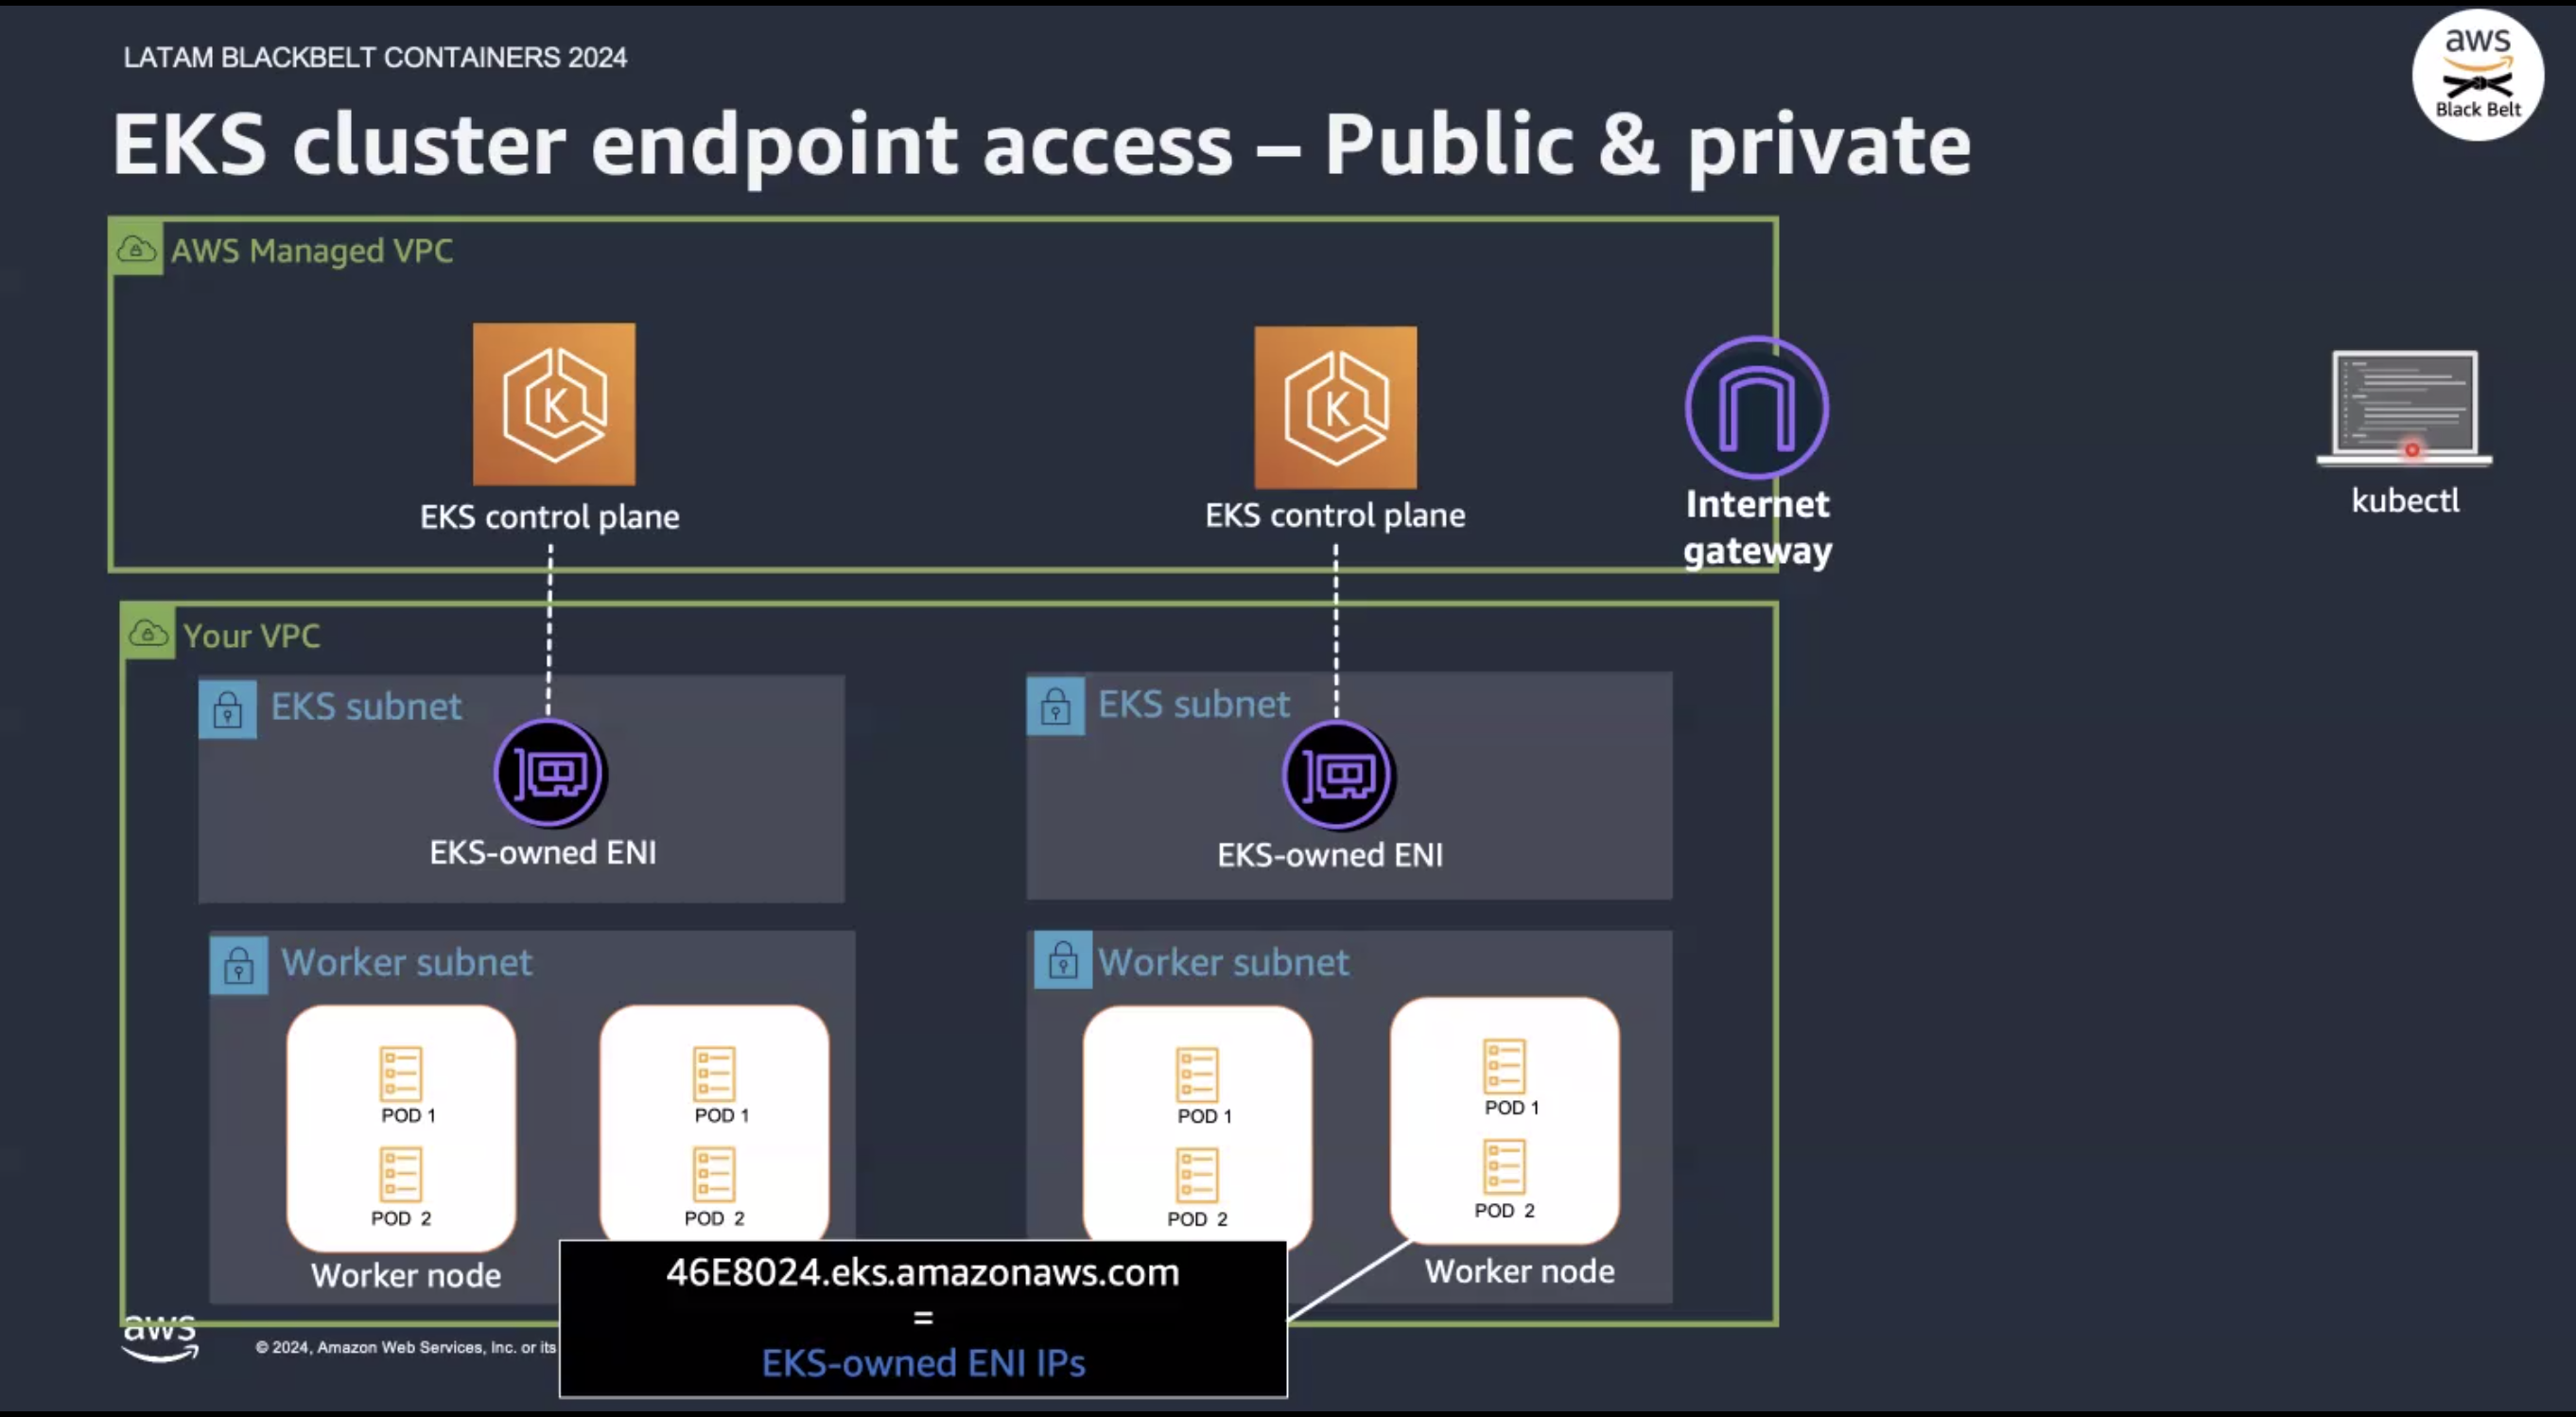 LATAM BLACKBELT CONTAINERS 2024
aws
Black Belt
EKS cluster endpoint access – Public & private
AWS Managed VPC
K
K
EKS control plane
EKS control plane
Internet
gateway
kubectl
Your VPC
EKS subnet
EKS subnet
EKS-owned ENI
EKS-owned ENI
Worker subnet
Worker subnet
POD 1
POD 1
POD 1
POD 1
POD 2
POD 2
POD 2
POD 2
Worker node
Worker node
46E8024.eks.amazonaws.com
=
EKS-owned ENI IPs
aws
© 2024, Amazon Web Services, Inc. or its